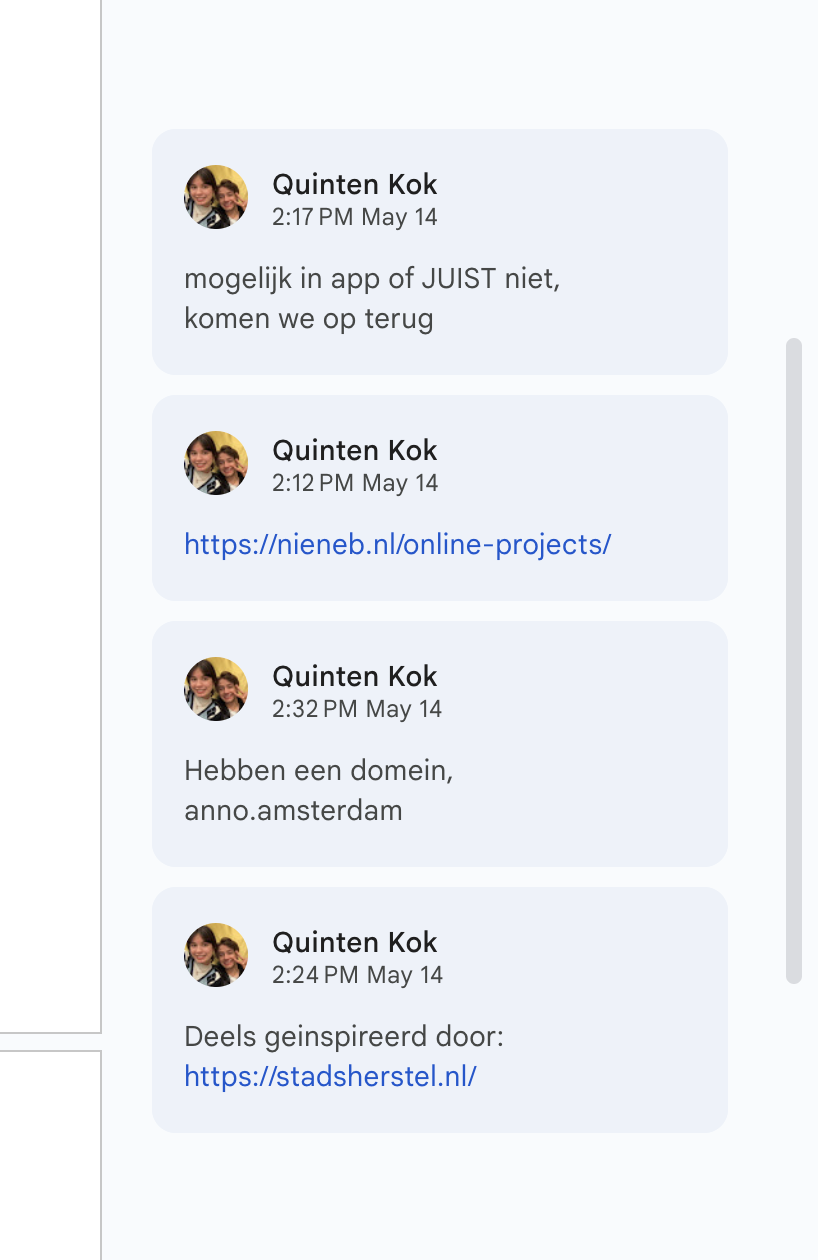 Quinten Kok
2:17 PM May 14
mogelijk in app of JUIST niet,
komen we op terug
Quinten Kok
2:12 PM May 14
https://nieneb.nl/online-projects/
Quinten Kok
2:32 PM May 14
Hebben een domein,
anno.amsterdam
Quinten Kok
2:24 PM May 14
Deels geinspireerd door:
https://stadsherstel.nl/